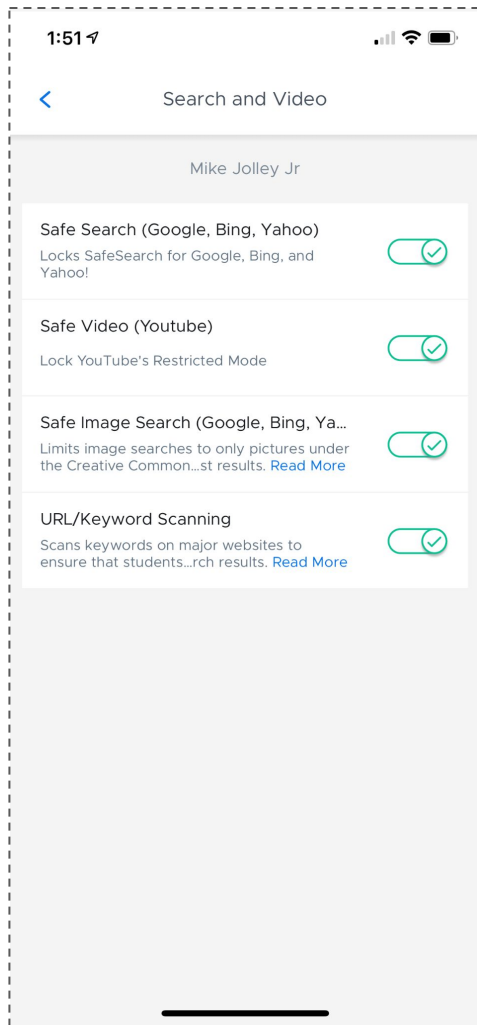 1:51
Search and Video
Mike Jolley Jr
Safe Search (Google, Bing, Yahoo)
Locks SafeSearch for Google, Bing, and
Yahoo!
Safe Video (Youtube)
Lock YouTube's Restricted Mode
Safe Image Search (Google, Bing, Ya...
Limits image searches to only pictures under
the Creative Common...st results. Read More
URL/Keyword Scanning
Scans keywords on major websites to
ensure that students...rch results. Read More